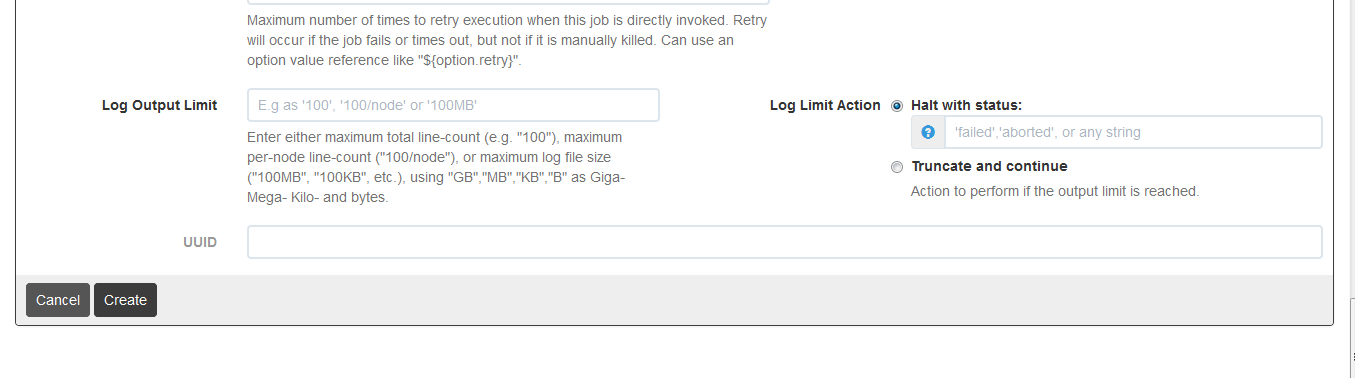 Maximum number of times to retry execution when this job is directly invoked. Retry
will occur if the job fails or times out, but not if it is manually killed. Can use an
option value reference like "${option.retry}".
Log Output Limit
E.g as '100', '100/node' or '100MB'
Enter either maximum total line-count (e.g. "100"), maximum
per-node line-count ("100/node"), or maximum log file size
("100MB", "100KB", etc.), using "GB","MB","KB","B" as Giga-
Mega- Kilo- and bytes.
Log Limit Action
Halt with status:
?
'failed','aborted', or any string
Truncate and continue
Action to perform if the output limit is reached.
UUID
Cancel
Create